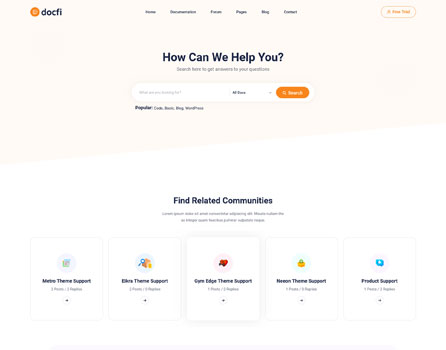 docfi
Home Documentation Forum Pages Blog Contact
Free Trial
How Can We Help You?
Search here to get answers to your questions
What are you looking for?
All Docs
Search
Popular: Code, Basic, Blog, WordPress
Find Related Communities
Lorem ipsum dolor sit amet consectetur adipiscing elit. Mauris nullam the
as integer quam faucibus pretium vulputate neque.
Metro Theme Support
2 Posts / 2 Replies
Eikra Theme Support
2 Posts / 0 Replies
Gym Edge Theme Support
1 Posts / 2 Replies
Neeon Theme Support
1 Posts / 0 Replies
Product Support
1 Posts / 2 Replies